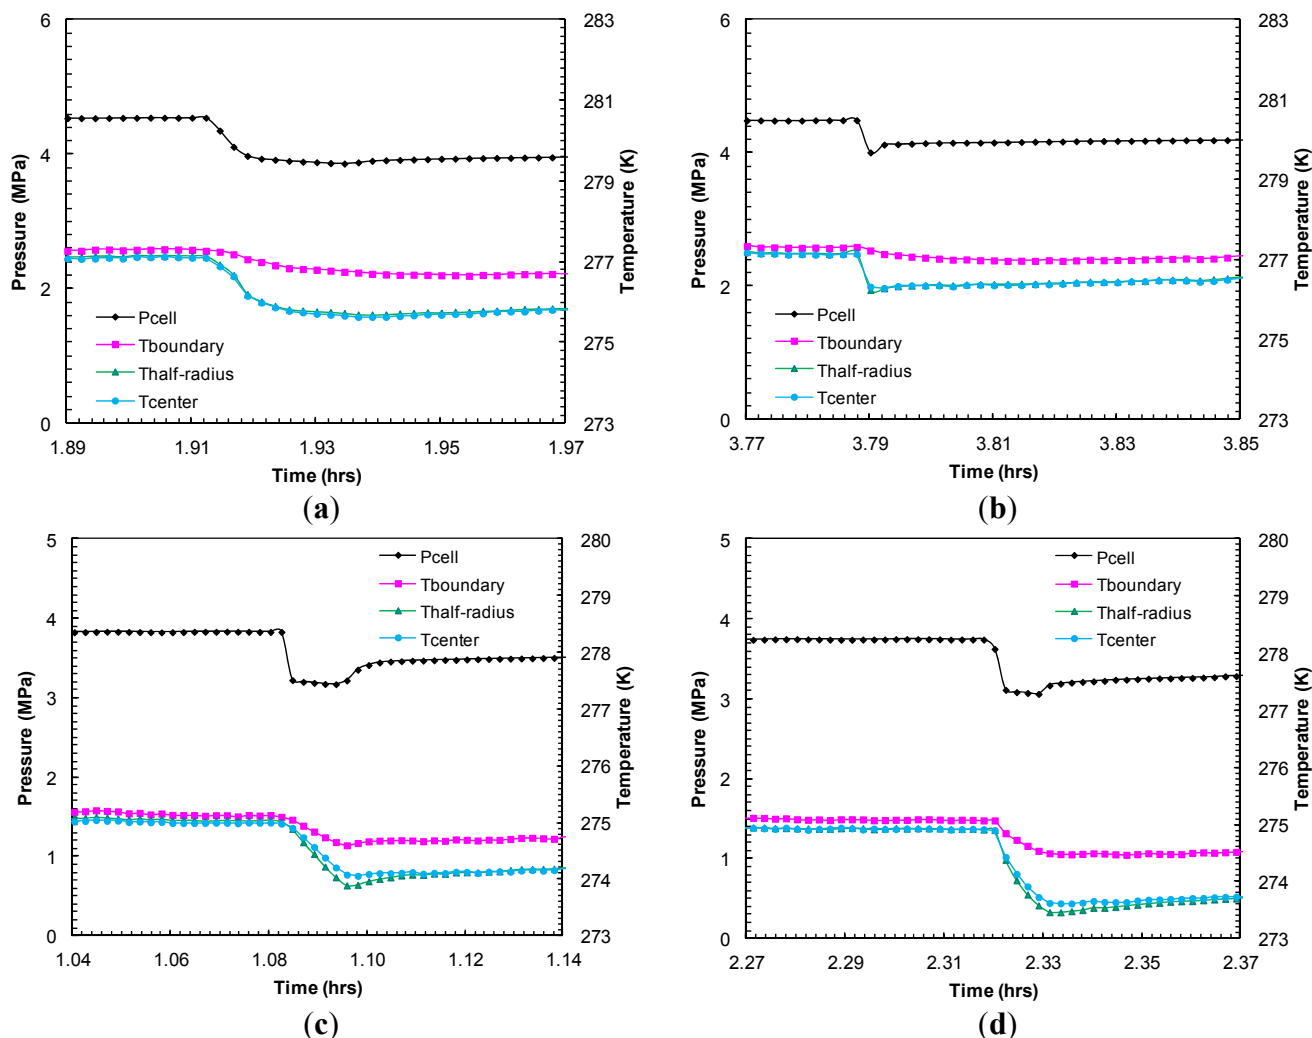 6
4
2
0
Pressure (MPa)
283
281
279
277
275
273
Temperature (K)
Pcell
Tboundary
Thalf-radius
Tcenter
1.89 1.91 1.93 1.95 1.97
Time (hrs)
(a)
6
4
2
0
Pressure (MPa)
283
281
279
277
275
273
Temperature (K)
Pcell
Tboundary
Thalf-radius
Tcenter
3.77 3.79 3.81 3.83 3.85
Time (hrs)
(b)
5
4
3
2
1
0
Pressure (MPa)
280
279
278
277
276
275
274
273
Temperature (K)
Pcell
Tboundary
Thalf-radius
Tcenter
1.04 1.06 1.08 1.10 1.12 1.14
Time (hrs)
(c)
5
4
3
2
1
0
Pressure (MPa)
280
279
278
277
276
275
274
273
Temperature (K)
Pcell
Tboundary
Thalf-radius
Tcenter
2.27 2.29 2.31 2.33 2.35 2.37
Time (hrs)
(d)